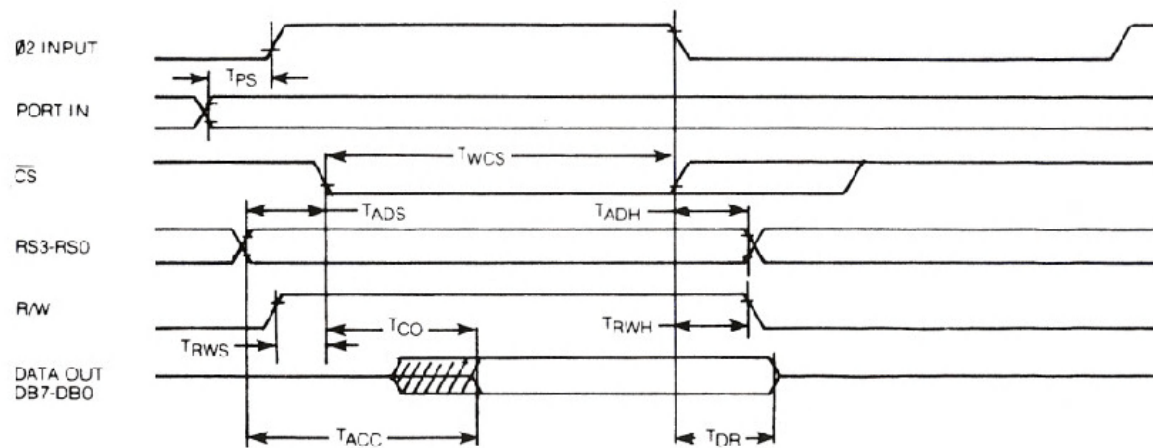 Ø2 INPUT
TPS
PORT IN
TWCS
CS
TADS
TADH
RS3-RS0
R/W
TCO
TRWH
TRWS
DATA OUT
DB7-DB0
TACC
TDR